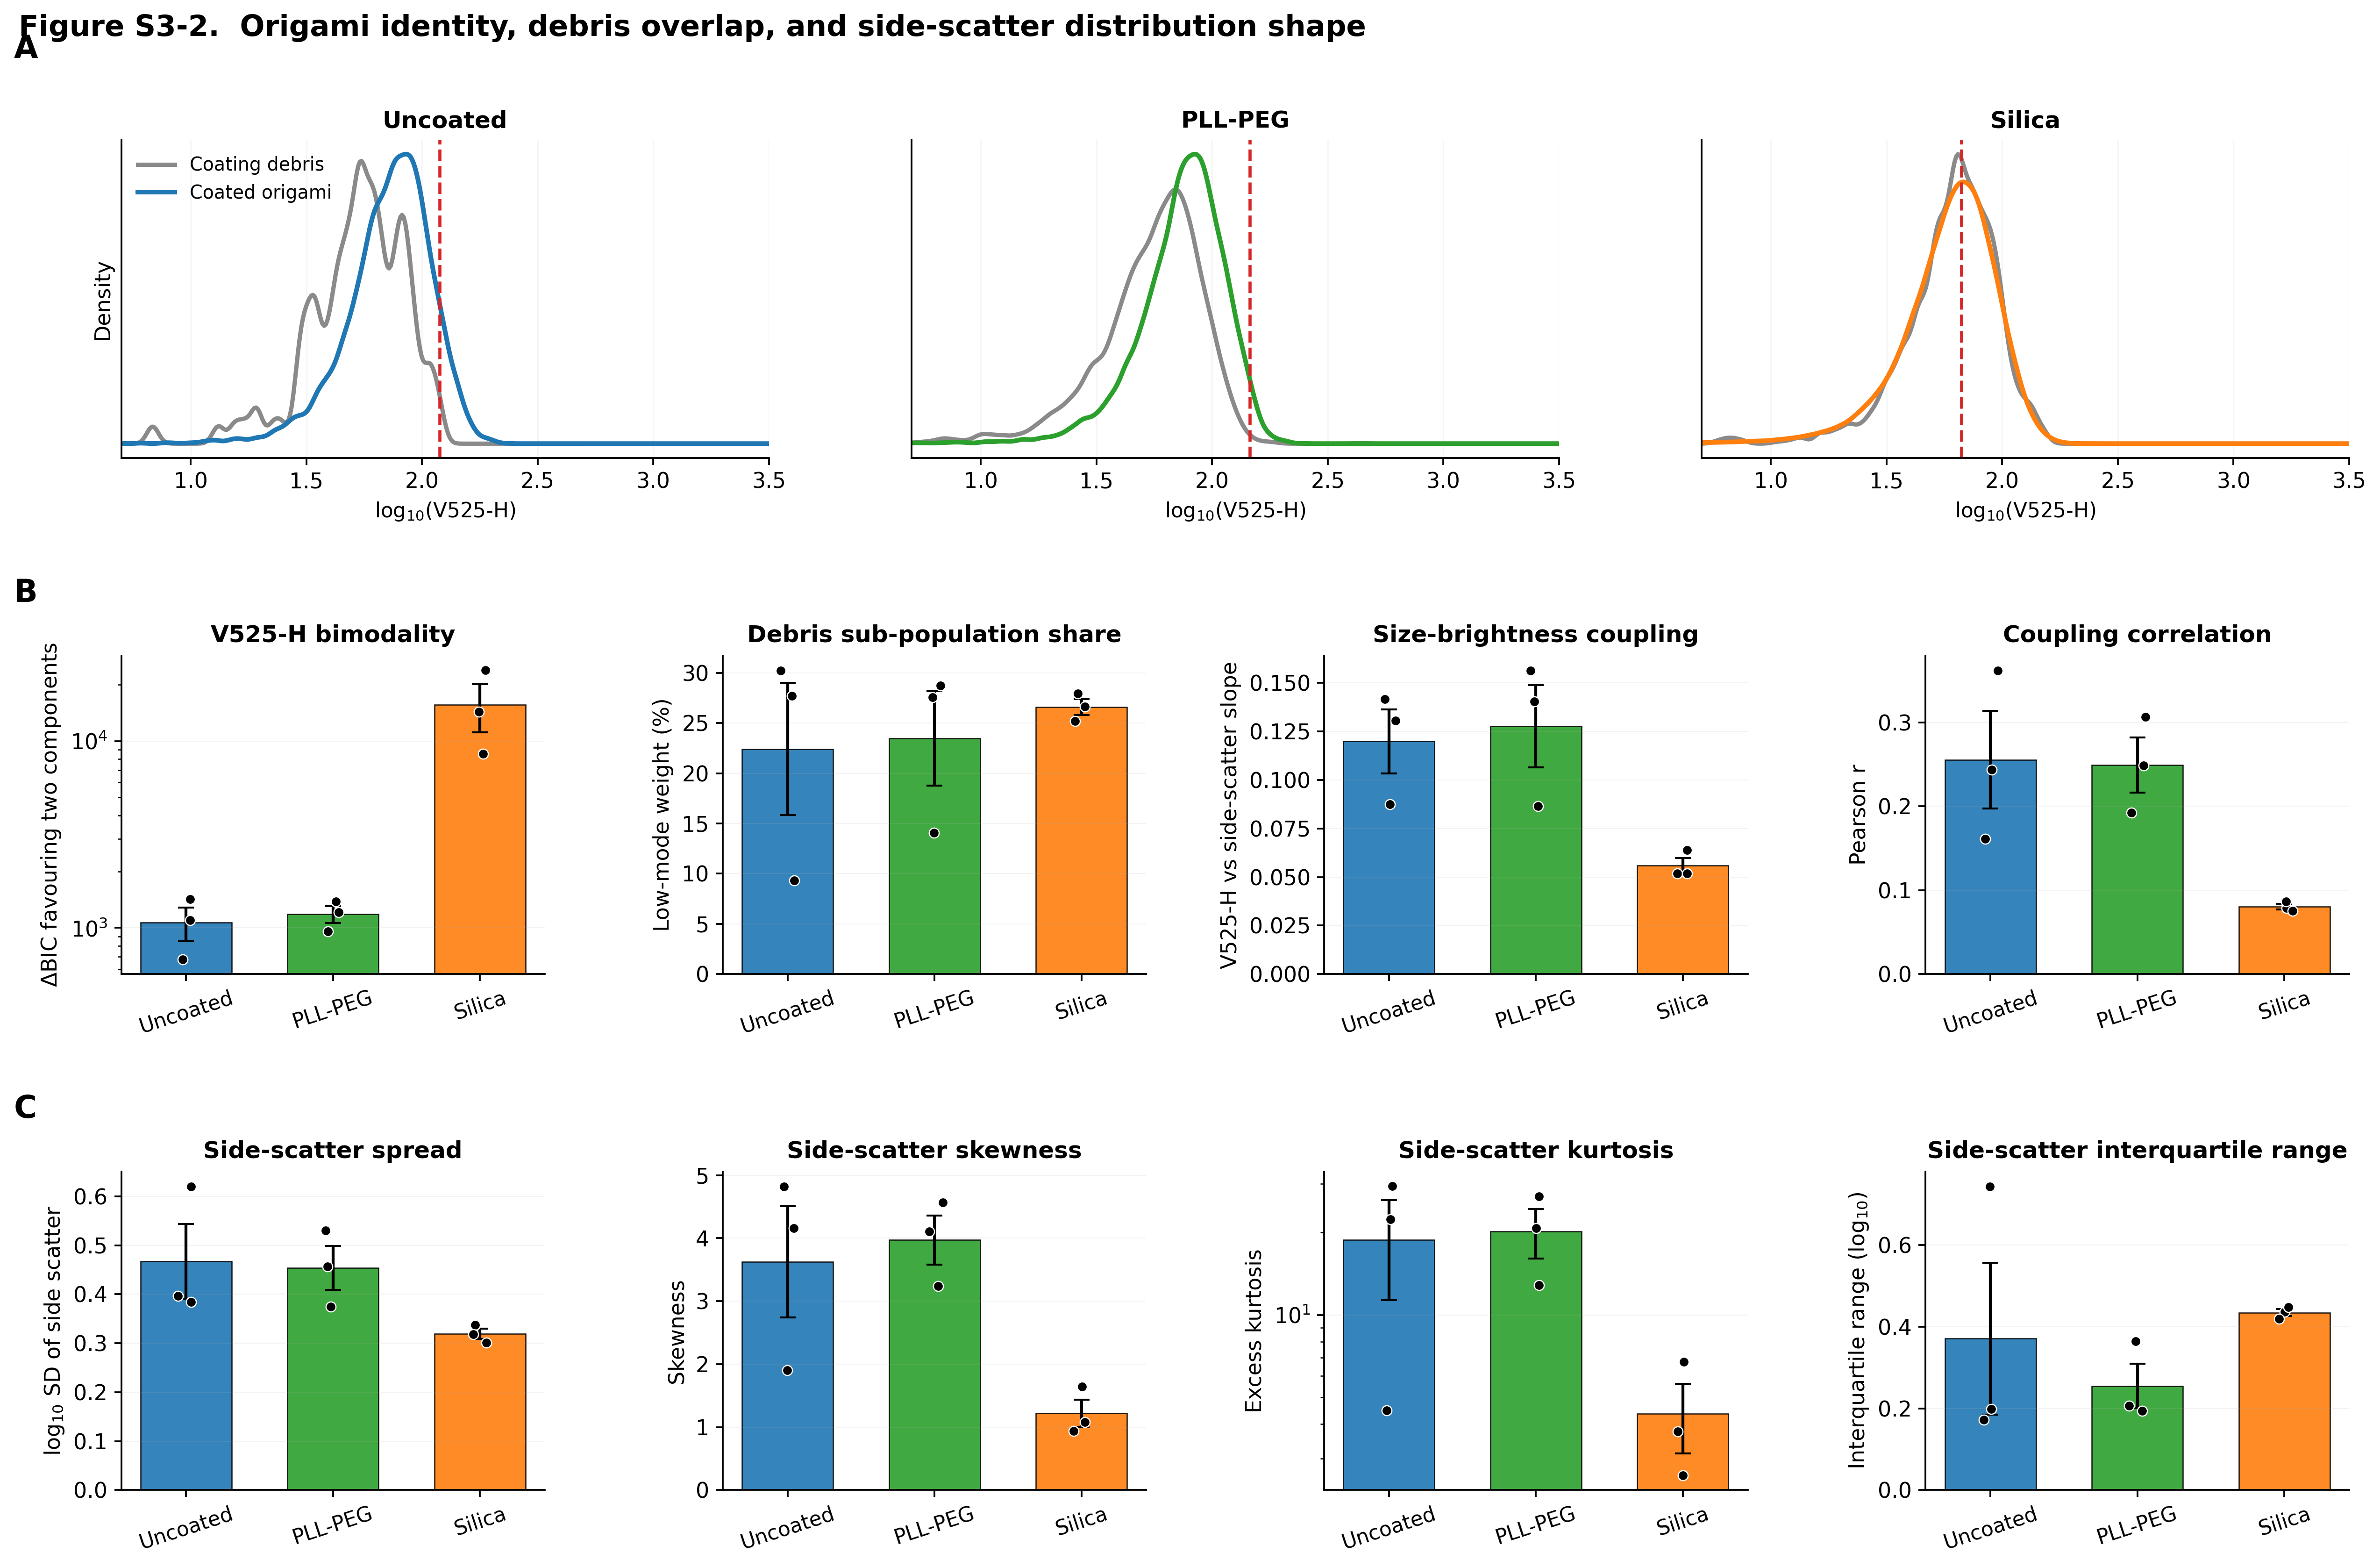 Figure S3-2. Origami identity, debris overlap, and side-scatter distribution shape
A
Uncoated
Coating debris
Coated origami
Density
1.0 1.5 2.0 2.5 3.0 3.5
log₁₀(V525-H)
PLL-PEG
1.0 1.5 2.0 2.5 3.0 3.5
log₁₀(V525-H)
Silica
1.0 1.5 2.0 2.5 3.0 3.5
log₁₀(V525-H)
B
V525-H bimodality
ΔBIC favouring two components
10⁴
10³
Uncoated PLL-PEG Silica
Debris sub-population share
Low-mode weight (%)
30
25
20
15
10
5
0
Uncoated PLL-PEG Silica
Size-brightness coupling
V525-H vs side-scatter slope
0.150
0.125
0.100
0.075
0.050
0.025
0.000
Uncoated PLL-PEG Silica
Coupling correlation
Pearson r
0.3
0.2
0.1
0.0
Uncoated PLL-PEG Silica
C
Side-scatter spread
log₁₀ SD of side scatter
0.6
0.5
0.4
0.3
0.2
0.1
0.0
Uncoated PLL-PEG Silica
Side-scatter skewness
Skewness
5
4
3
2
1
0
Uncoated PLL-PEG Silica
Side-scatter kurtosis
Excess kurtosis
10¹
Uncoated PLL-PEG Silica
Side-scatter interquartile range
Interquartile range (log₁₀)
0.6
0.4
0.2
0.0
Uncoated PLL-PEG Silica